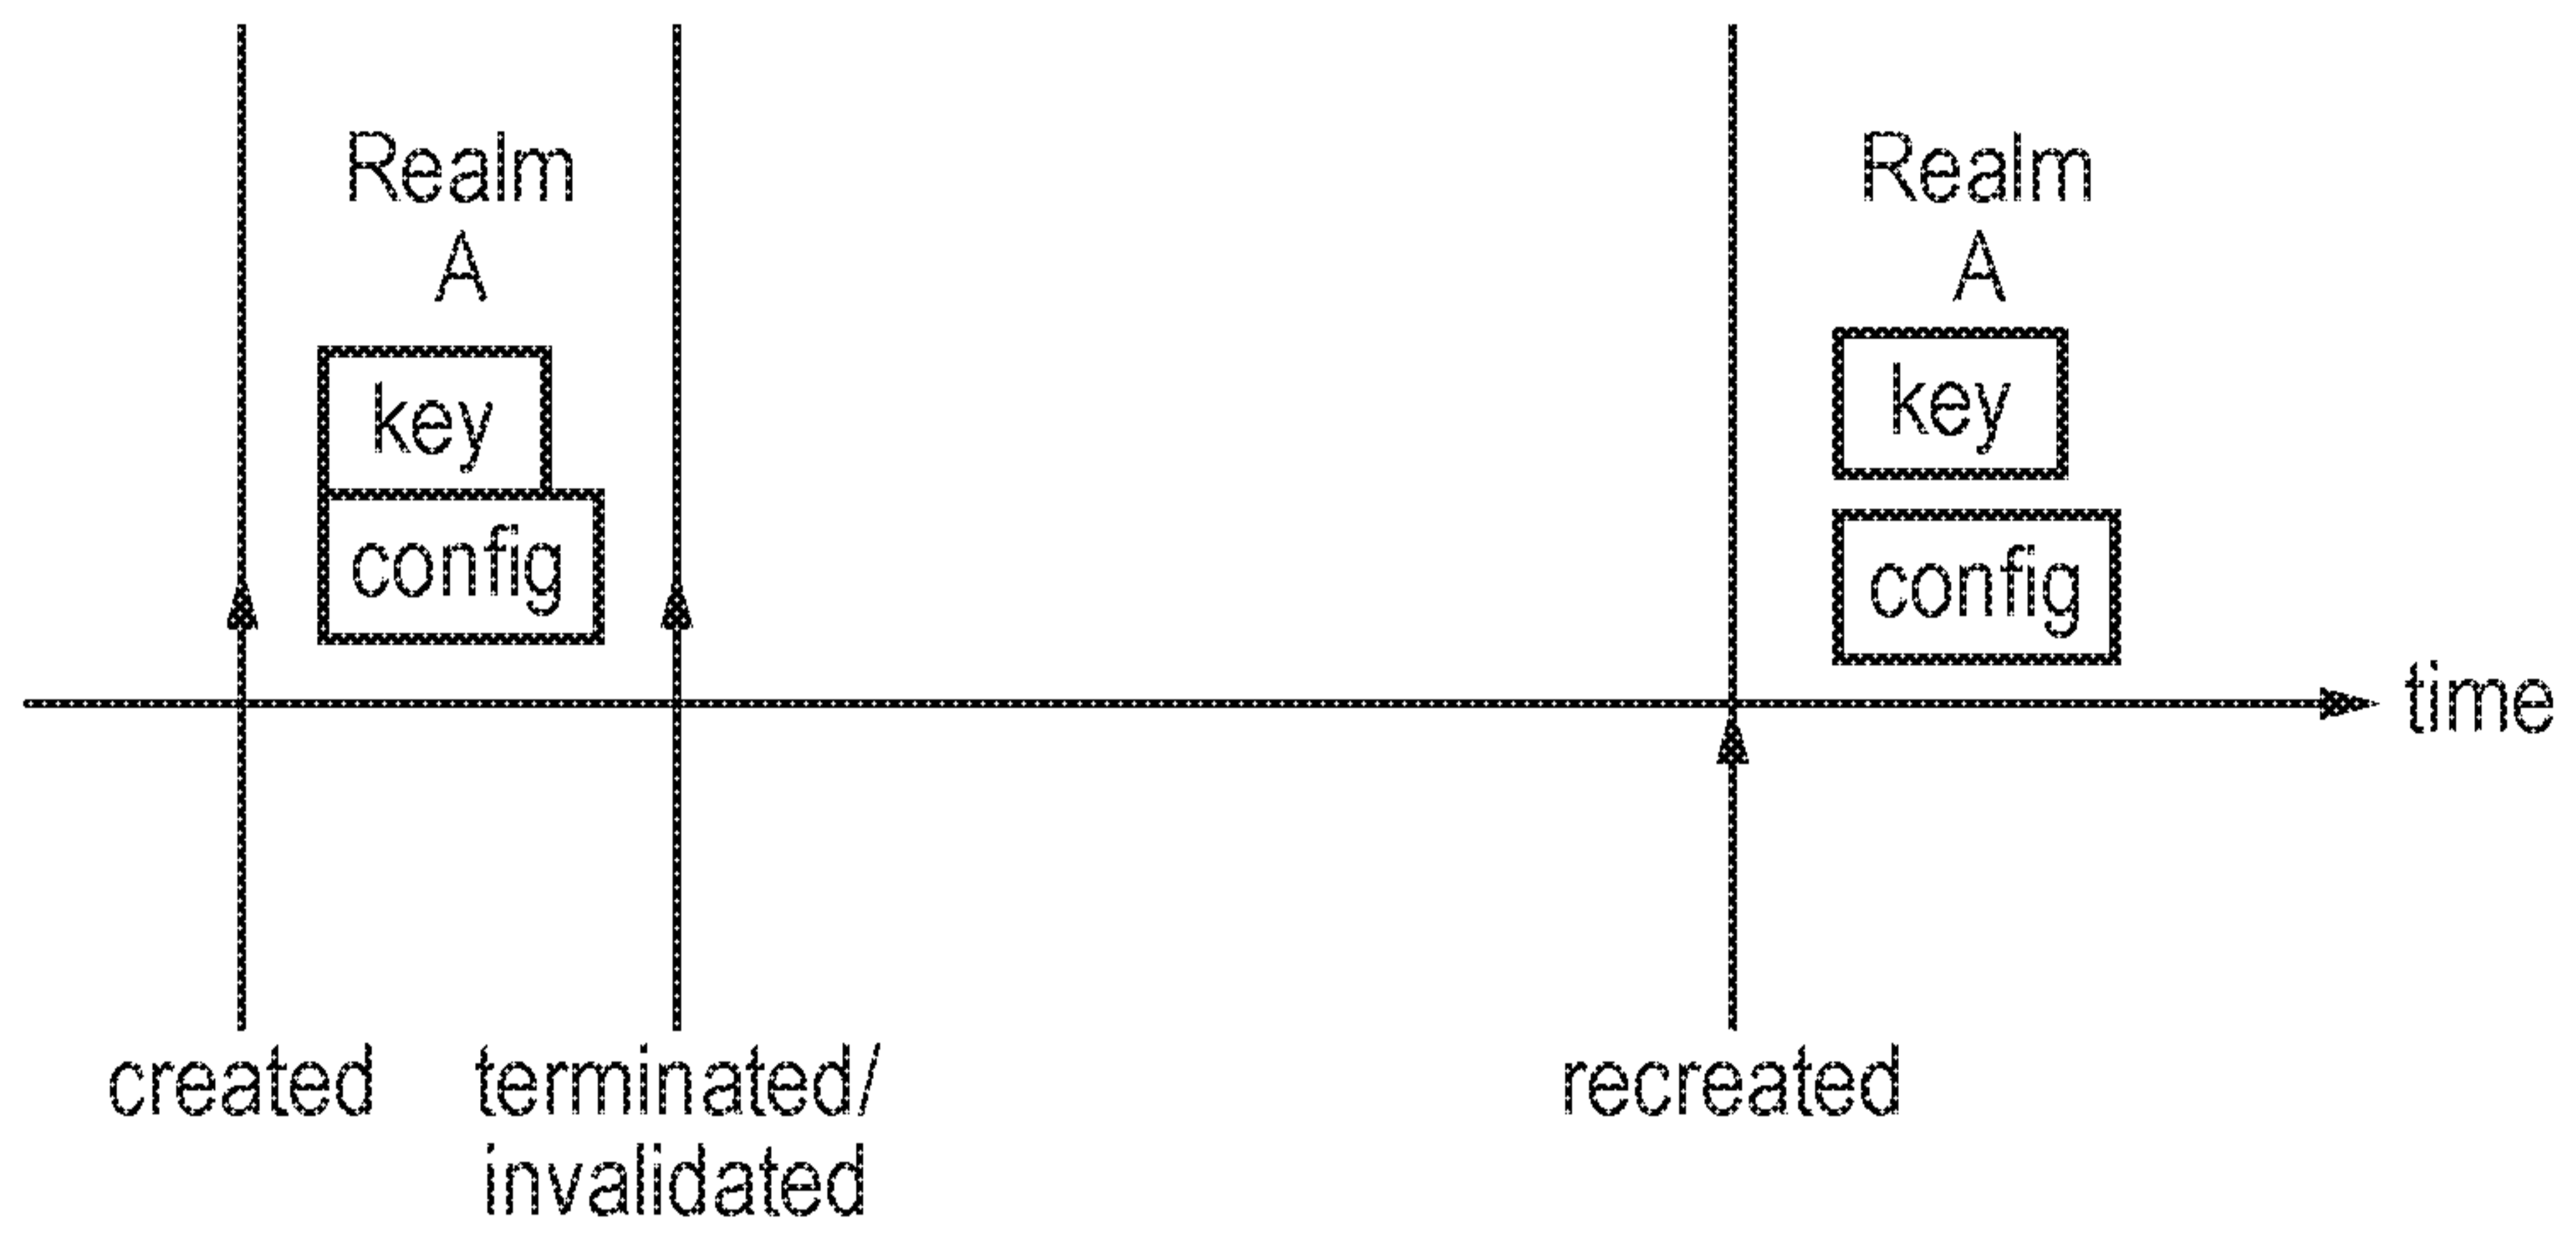 Realm
A
key
config
Realm
A
key
config
time
created
terminated/
invalidated
recreated